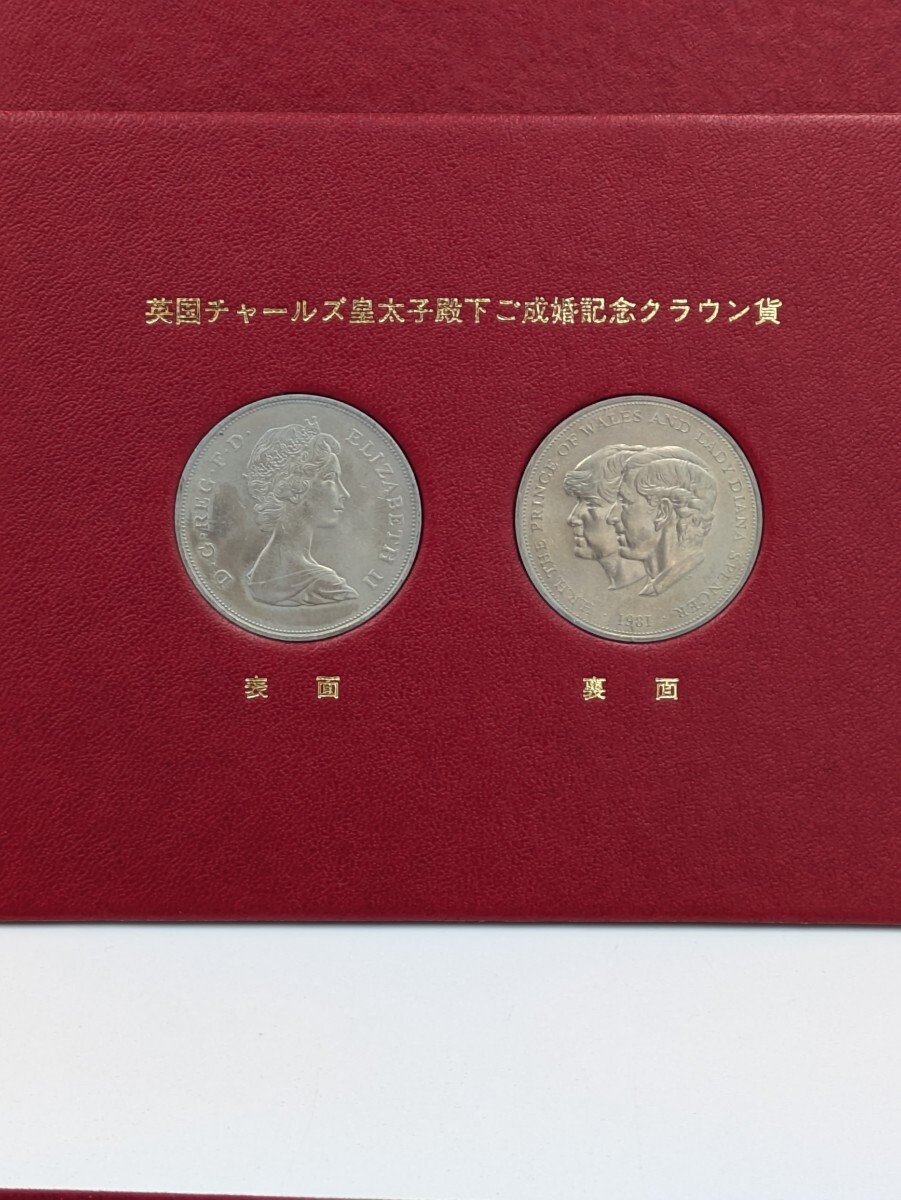 英国チャールズ皇太子殿下ご成婚記念クラウン貨
D·G·REG·F·D· ELIZABETH II
H.R.H. THE PRINCE OF WALES AND LADY DIANA SPENCER
· 1981 ·
表 面
裏 面